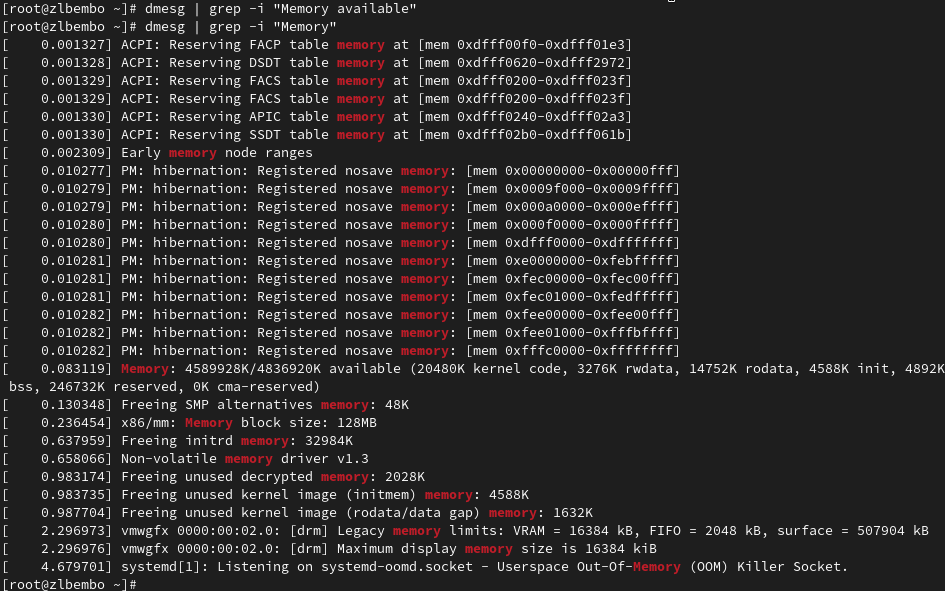 [root@zlbembo ~]# dmesg | grep -i "Memory available"
[root@zlbembo ~]# dmesg | grep -i "Memory"
[    0.001327] ACPI: Reserving FACP table memory at [mem 0xdfff00f0-0xdfff01e3]
[    0.001328] ACPI: Reserving DSDT table memory at [mem 0xdfff0620-0xdfff2972]
[    0.001329] ACPI: Reserving FACS table memory at [mem 0xdfff0200-0xdfff023f]
[    0.001329] ACPI: Reserving FACS table memory at [mem 0xdfff0200-0xdfff023f]
[    0.001330] ACPI: Reserving APIC table memory at [mem 0xdfff0240-0xdfff02a3]
[    0.001330] ACPI: Reserving SSDT table memory at [mem 0xdfff02b0-0xdfff061b]
[    0.002309] Early memory node ranges
[    0.010277] PM: hibernation: Registered nosave memory: [mem 0x00000000-0x00000fff]
[    0.010279] PM: hibernation: Registered nosave memory: [mem 0x0009f000-0x0009ffff]
[    0.010279] PM: hibernation: Registered nosave memory: [mem 0x000a0000-0x000effff]
[    0.010280] PM: hibernation: Registered nosave memory: [mem 0x000f0000-0x000fffff]
[    0.010280] PM: hibernation: Registered nosave memory: [mem 0xdfff0000-0xdfffffff]
[    0.010281] PM: hibernation: Registered nosave memory: [mem 0xe0000000-0xfebfffff]
[    0.010281] PM: hibernation: Registered nosave memory: [mem 0xfec00000-0xfec00fff]
[    0.010281] PM: hibernation: Registered nosave memory: [mem 0xfec01000-0xfedfffff]
[    0.010282] PM: hibernation: Registered nosave memory: [mem 0xfee00000-0xfee00fff]
[    0.010282] PM: hibernation: Registered nosave memory: [mem 0xfee01000-0xfffbffff]
[    0.010282] PM: hibernation: Registered nosave memory: [mem 0xfffc0000-0xffffffff]
[    0.083119] Memory: 4589928K/4836920K available (20480K kernel code, 3276K rwdata, 14752K rodata, 4588K init, 4892K
bss, 246732K reserved, 0K cma-reserved)
[    0.130348] Freeing SMP alternatives memory: 48K
[    0.236454] x86/mm: Memory block size: 128MB
[    0.637959] Freeing initrd memory: 32984K
[    0.658066] Non-volatile memory driver v1.3
[    0.983174] Freeing unused decrypted memory: 2028K
[    0.983735] Freeing unused kernel image (initmem) memory: 4588K
[    0.987704] Freeing unused kernel image (rodata/data gap) memory: 1632K
[    2.296973] vmwgfx 0000:00:02.0: [drm] Legacy memory limits: VRAM = 16384 kB, FIFO = 2048 kB, surface = 507904 kB
[    2.296976] vmwgfx 0000:00:02.0: [drm] Maximum display memory size is 16384 kiB
[    4.679701] systemd[1]: Listening on systemd-oomd.socket - Userspace Out-Of-Memory (OOM) Killer Socket.
[root@zlbembo ~]#